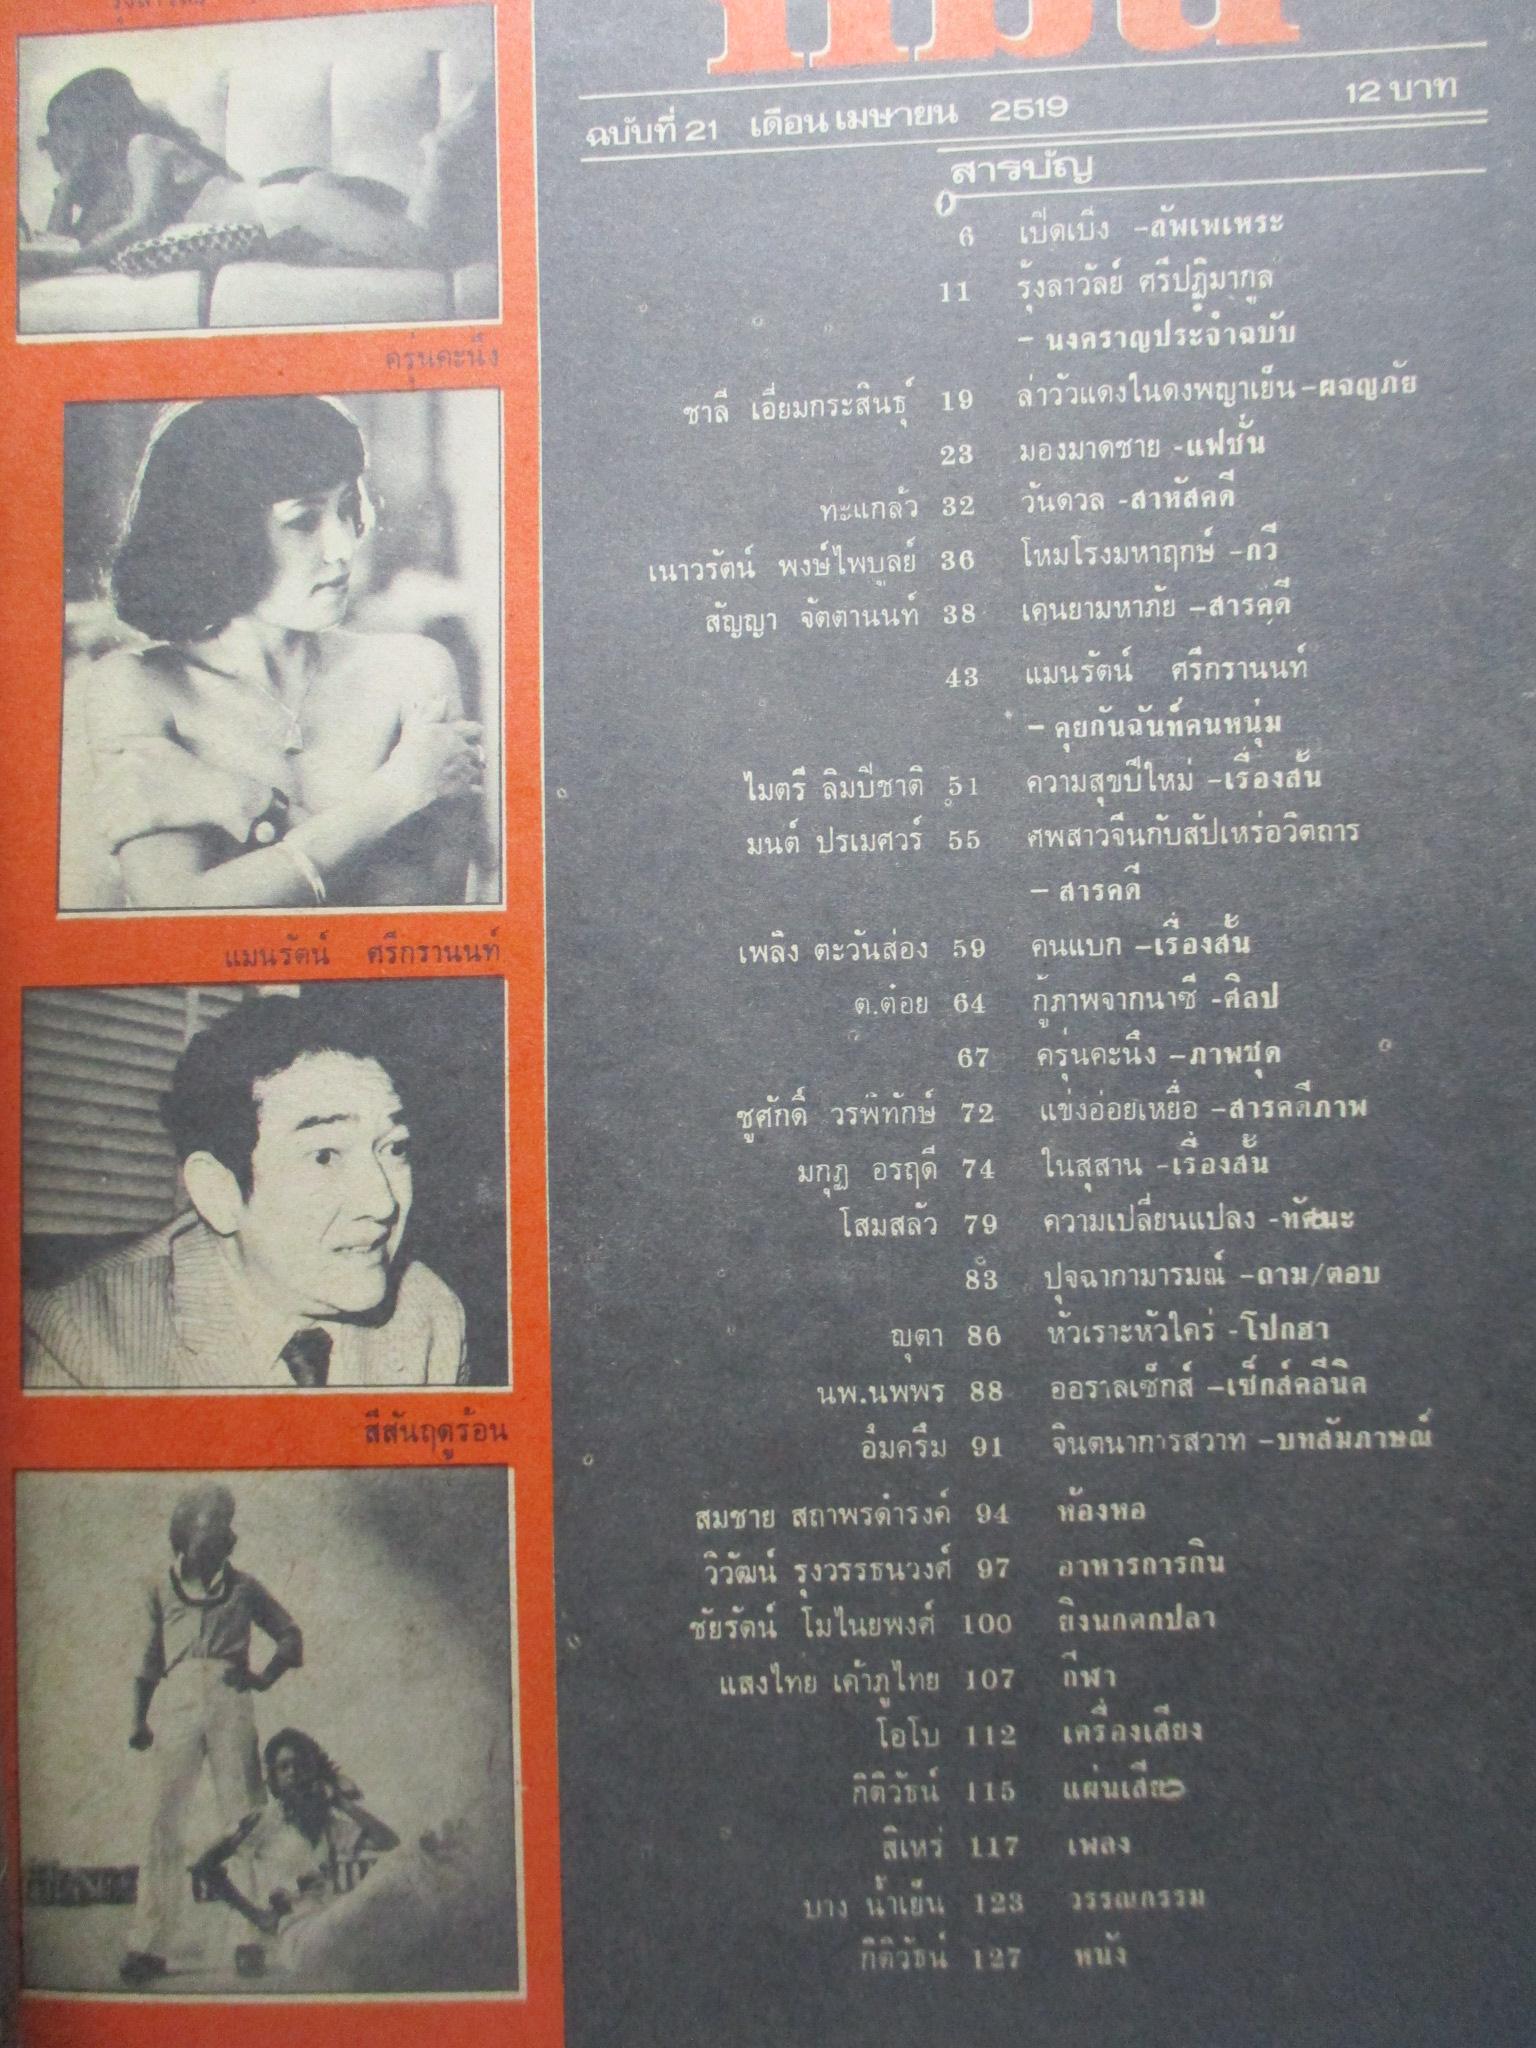 ครุ่นคะนึง
แมนรัตน์ ศรีกรานนท์
สีสันฤดูร้อน
ฉบับที่ 21 เดือน เมษายน 2519 12 บาท
สารบัญ
6 เปิดเบิ่ง -ลัพเพเหระ
11 รุ้งลาวัลย์ ศรีปฏิมากูล
- นงคราญประจำฉบับ
ชาลี เอี่ยมกระสินธุ์ 19 ล่าวัวแดงในดงพญาเย็น-ผจญภัย
23 มองมาดชาย -แฟชั่น
ทะแกล้ว 32 วันดวล -สาหัสคดี
เนาวรัตน์ พงษ์ไพบูลย์ 36 โหมโรงมหาฤกษ์ -กวี
สัญญา จัตตานนท์ 38 เคนยามหาภัย -สารคดี
43 แมนรัตน์ ศรีกรานนท์
- คุยกันฉันท์คนหนุ่ม
ไมตรี ลิมปิชาติ 51 ความสุขปีใหม่ -เรื่องสั้น
มนต์ ปรเมศวร์ 55 ศพสาวจีนกับสัปเหร่อวิตถาร
- สารคดี
เพลิง ตะวันส่อง 59 คนแบก -เรื่องสั้น
ต.ต๋อย 64 กู้ภาพจากนาซี -ศิลป
67 ครุ่นคะนึง -ภาพชุด
ชูศักดิ์ วรพิทักษ์ 72 แข่งอ่อยเหยื่อ -สารคดีภาพ
มกุฏ อรฤดี 74 ในสุสาน -เรื่องสั้น
โสมสลัว 79 ความเปลี่ยนแปลง -ทัศนะ
83 ปุจฉากามารมณ์ -ถาม/ตอบ
ญุตา 86 หัวเราะหัวใคร่ -โปกฮา
นพ.นพพร 88 ออราลเซ็กส์ -เซ็กส์คลีนิค
อึมครึม 91 จินตนาการสวาท -บทสัมภาษณ์
สมชาย สถาพรดำรงค์ 94 ห้องหอ
วิวัฒน์ รุงวรรธนวงศ์ 97 อาหารการกิน
ชัยรัตน์ โมไนยพงศ์ 100 ยิงนกตกปลา
แสงไทย เค้าภูไทย 107 กีฬา
โอโบ 112 เครื่องเสียง
กิติวัธน์ 115 แผ่นเสียง
สิเหร่ 117 เพลง
บาง น้ำเย็น 123 วรรณกรรม
กิติวัธน์ 127 หนัง